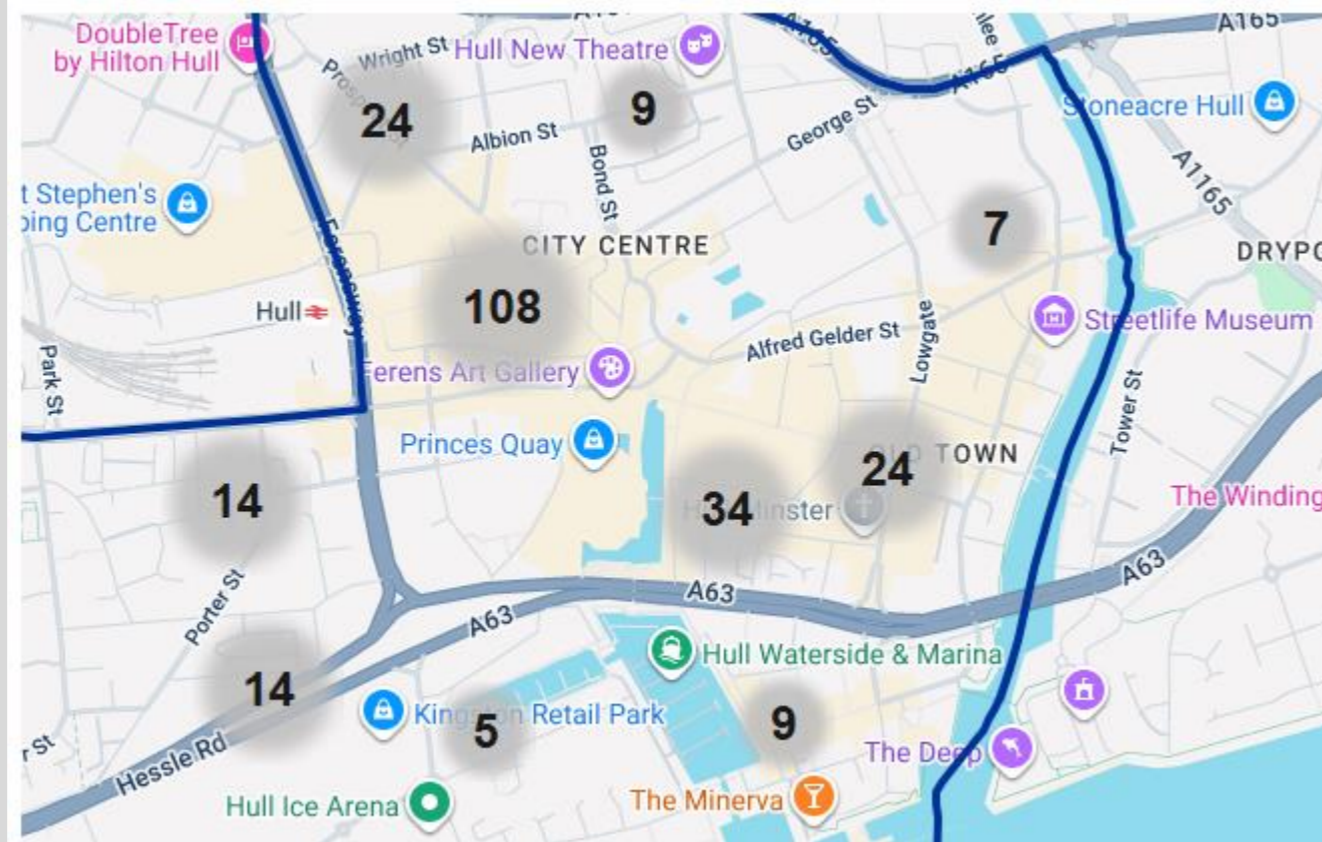 DoubleTree
by Hilton Hull
Wright St
Hull New Theatre
A165
A165
A165
24
9
Albion St
George St
Stoneacre Hull
Bond St
A1165
t Stephen's
ping Centre
7
CITY CENTRE
Ferensway
108
Hull
Lowgate
Streetlife Museum
Alfred Gelder St
Park St
Ferens Art Gallery
Tower St
Princes Quay
24
TOWN
14
34
The Winding
Porter St
A63
A63
A63
Hull Waterside & Marina
14
Kingston Retail Park
5
9
Hessle Rd
The Deep
Hull Ice Arena
The Minerva